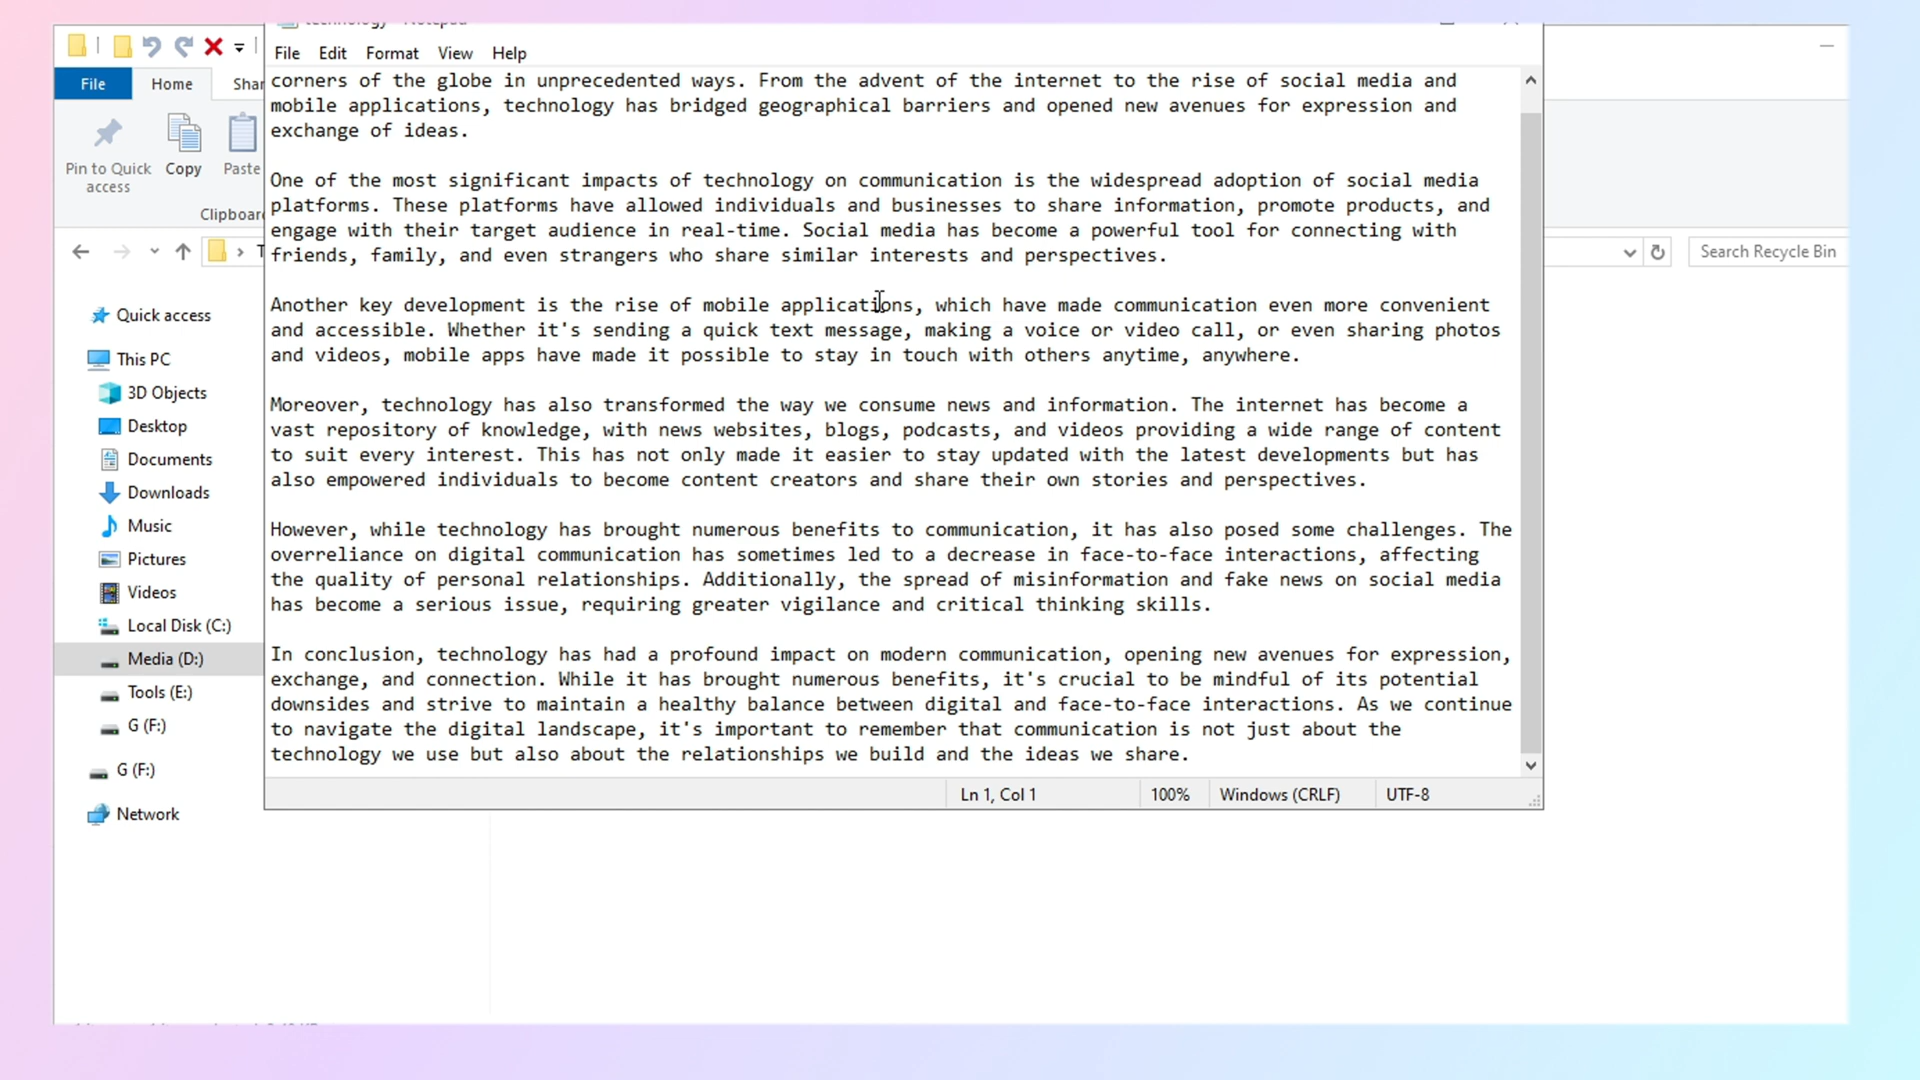 File Edit Format View Help
File Home
Pin to Quick access
Copy
Paste
Search Recycle Bin
Quick access
This PC
3D Objects
Desktop
Documents
Downloads
Music
Pictures
Videos
Local Disk (C:)
Media (D:)
Tools (E:)
G (F:)
G (F:)
Network
corners of the globe in unprecedented ways. From the advent of the internet to the rise of social media and
mobile applications, technology has bridged geographical barriers and opened new avenues for expression and
exchange of ideas.
One of the most significant impacts of technology on communication is the widespread adoption of social media
platforms. These platforms have allowed individuals and businesses to share information, promote products, and
engage with their target audience in real-time. Social media has become a powerful tool for connecting with
friends, family, and even strangers who share similar interests and perspectives.
Another key development is the rise of mobile applications, which have made communication even more convenient
and accessible. Whether it's sending a quick text message, making a voice or video call, or even sharing photos
and videos, mobile apps have made it possible to stay in touch with others anytime, anywhere.
Moreover, technology has also transformed the way we consume news and information. The internet has become a
vast repository of knowledge, with news websites, blogs, podcasts, and videos providing a wide range of content
to suit every interest. This has not only made it easier to stay updated with the latest developments but has
also empowered individuals to become content creators and share their own stories and perspectives.
However, while technology has brought numerous benefits to communication, it has also posed some challenges. The
overreliance on digital communication has sometimes led to a decrease in face-to-face interactions, affecting
the quality of personal relationships. Additionally, the spread of misinformation and fake news on social media
has become a serious issue, requiring greater vigilance and critical thinking skills.
In conclusion, technology has had a profound impact on modern communication, opening new avenues for expression,
exchange, and connection. While it has brought numerous benefits, it's crucial to be mindful of its potential
downsides and strive to maintain a healthy balance between digital and face-to-face interactions. As we continue
to navigate the digital landscape, it's important to remember that communication is not just about the
technology we use but also about the relationships we build and the ideas we share.
Ln 1, Col 1 100% Windows (CRLF) UTF-8